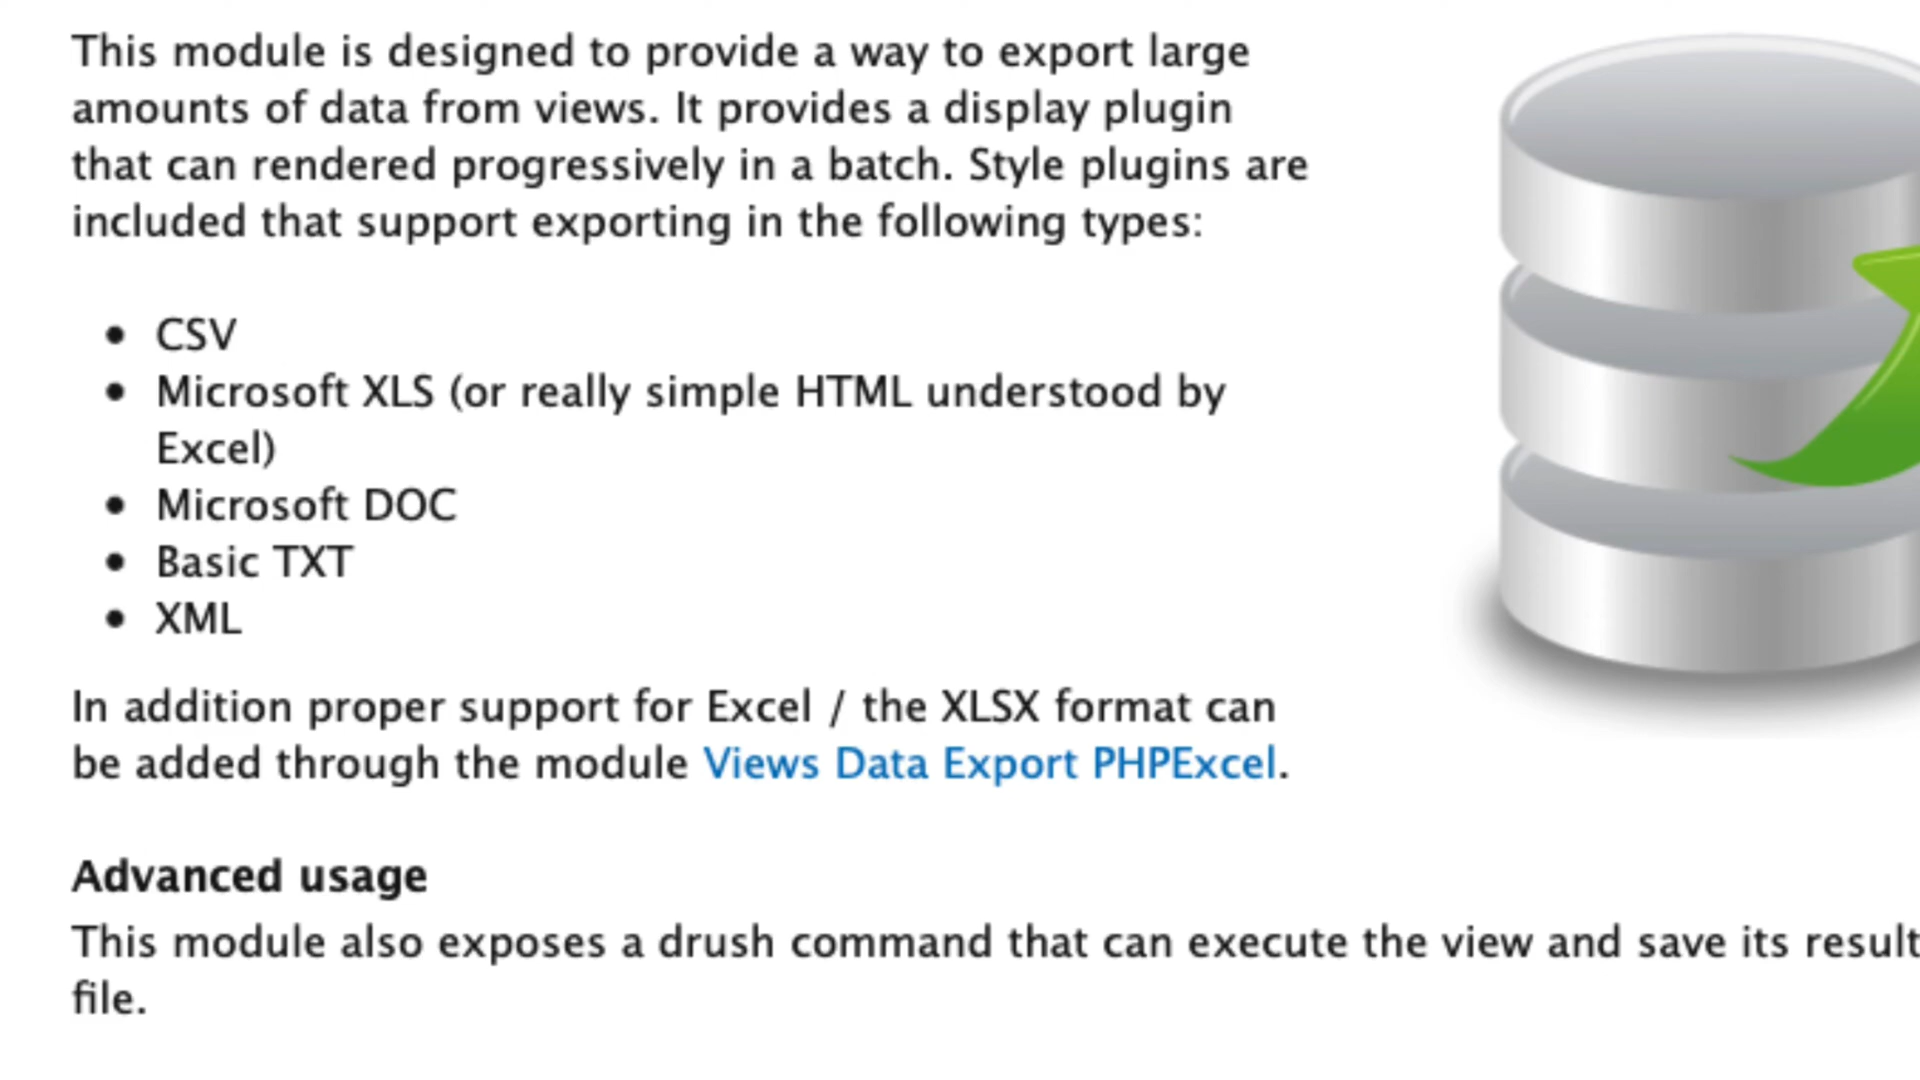 This module is designed to provide a way to export large
amounts of data from views. It provides a display plugin
that can rendered progressively in a batch. Style plugins are
included that support exporting in the following types:
• CSV
• Microsoft XLS (or really simple HTML understood by
Excel)
• Microsoft DOC
• Basic TXT
• XML
In addition proper support for Excel / the XLSX format can
be added through the module Views Data Export PHPExcel.
Advanced usage
This module also exposes a drush command that can execute the view and save its result
file.